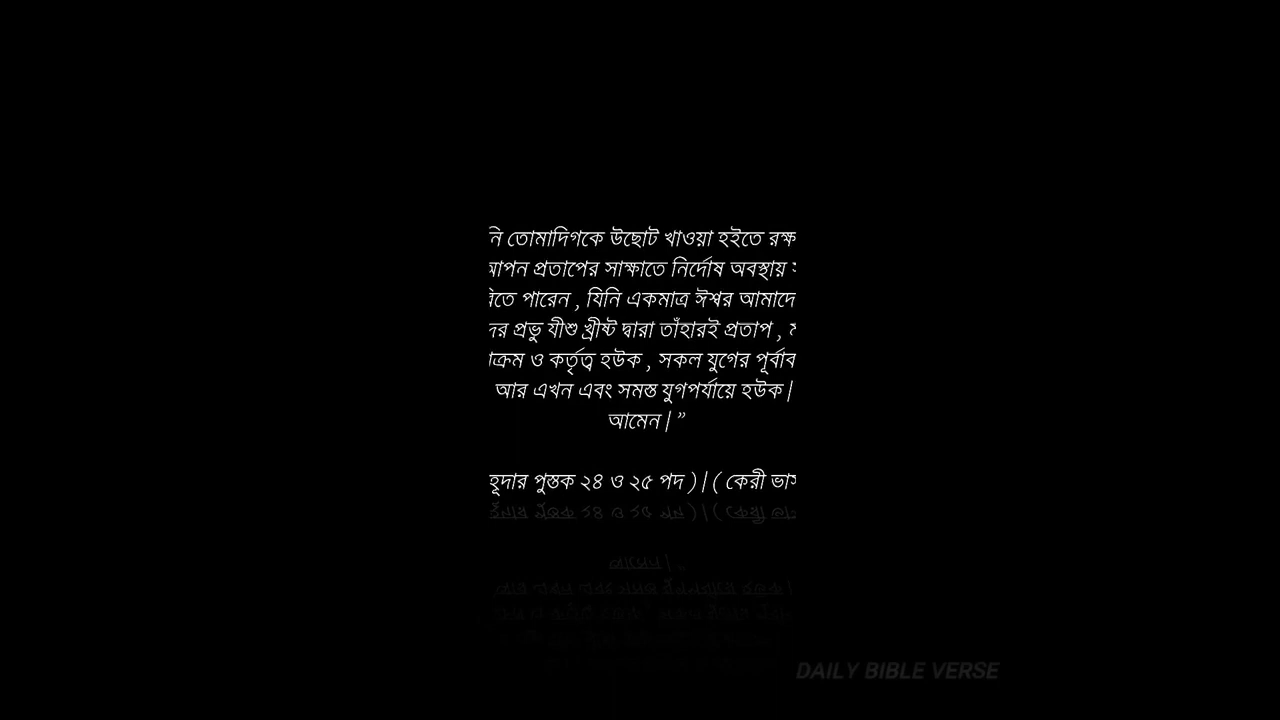 নি তোমাদিগকে উছোট খাওয়া হইতে রক্ষ
আপন প্রতাপের সাক্ষাতে নির্দোষ অবস্থায়
রিতে পারেন , যিনি একমাত্র ঈশ্বর আমাদে
দের প্রভু যীশু খ্রীষ্ট দ্বারা তাঁহারই প্রতাপ ,
ক্রম ও কর্তৃত্ব হউক , সকল যুগের পূর্বাব
আর এখন এবং সমস্ত যুগপর্যায়ে হউক |
আমেন | ”
হূদার পুস্তক ২৪ ও ২৫ পদ ) | ( কেরী ভাস
DAILY BIBLE VERSE